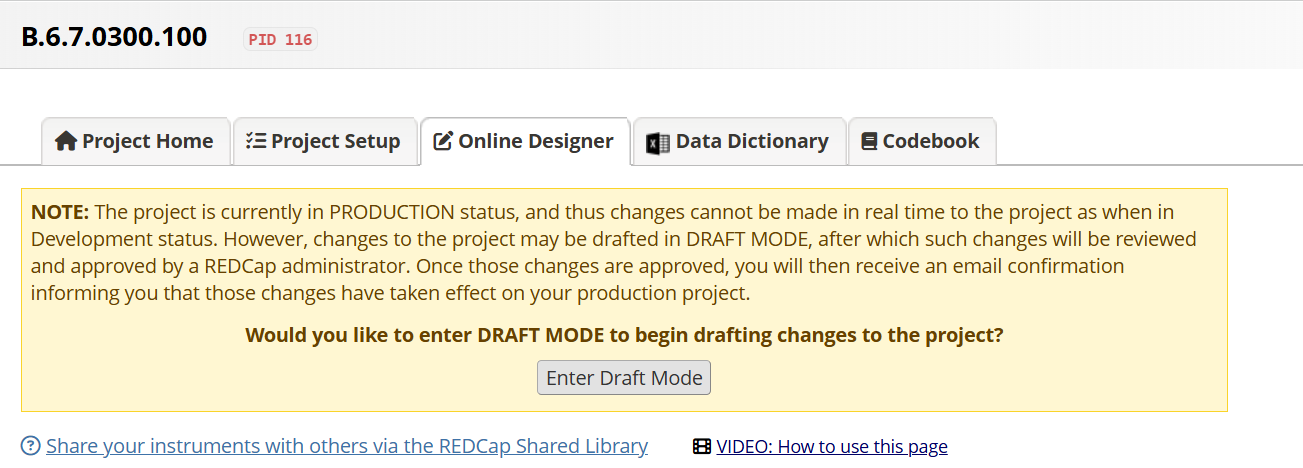 B.6.7.0300.100 PID 116
Project Home Project Setup Online Designer Data Dictionary Codebook
NOTE: The project is currently in PRODUCTION status, and thus changes cannot be made in real time to the project as when in
Development status. However, changes to the project may be drafted in DRAFT MODE, after which such changes will be reviewed
and approved by a REDCap administrator. Once those changes are approved, you will then receive an email confirmation
informing you that those changes have taken effect on your production project.
Would you like to enter DRAFT MODE to begin drafting changes to the project?
Enter Draft Mode
Share your instruments with others via the REDCap Shared Library VIDEO: How to use this page